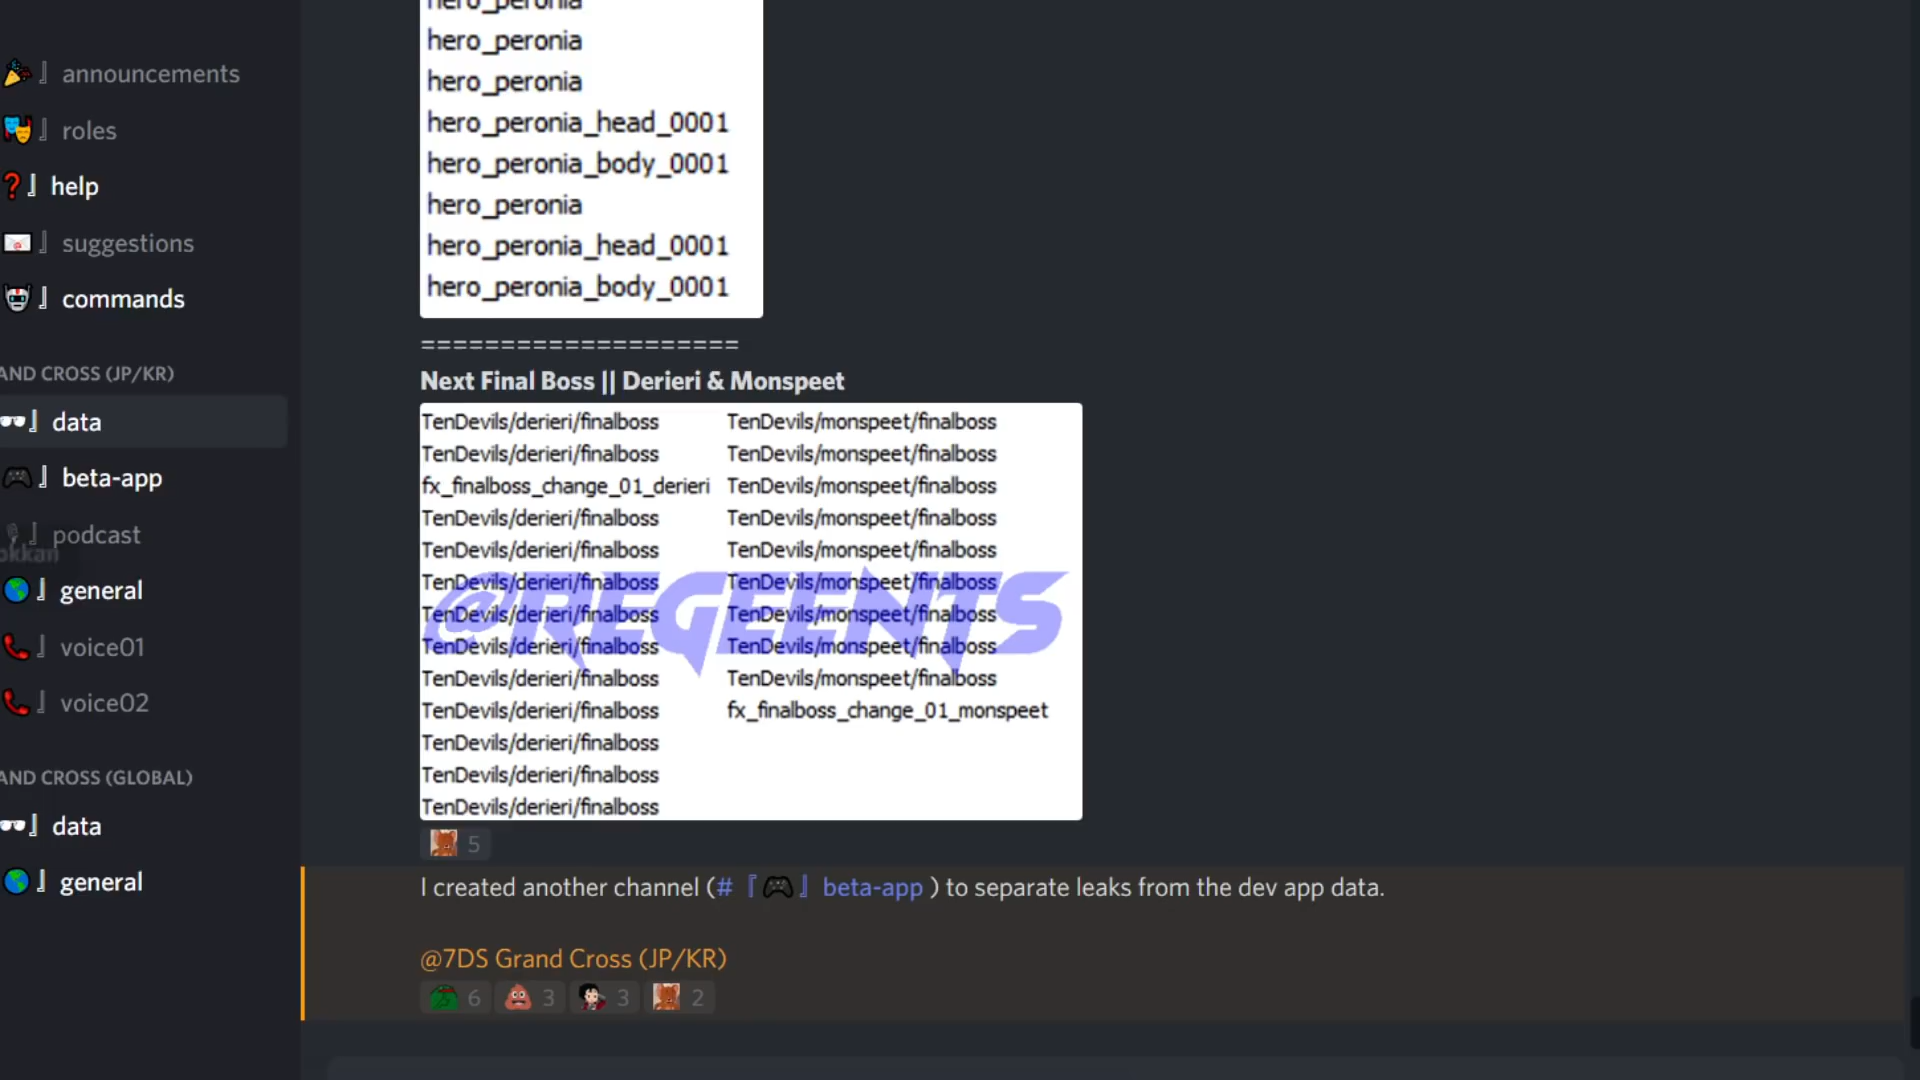 announcements
roles
help
suggestions
commands
AND CROSS (JP/KR)
data
beta-app
podcast
okkan
general
voice01
voice02
AND CROSS (GLOBAL)
data
general
hero_peronia
hero_peronia
hero_peronia
hero_peronia_head_0001
hero_peronia_body_0001
hero_peronia
hero_peronia_head_0001
hero_peronia_body_0001
====================
Next Final Boss || Derieri & Monspeet
TenDevils/derieri/finalboss TenDevils/monspeet/finalboss
TenDevils/derieri/finalboss TenDevils/monspeet/finalboss
fx_finalboss_change_01_derieri TenDevils/monspeet/finalboss
TenDevils/derieri/finalboss TenDevils/monspeet/finalboss
TenDevils/derieri/finalboss TenDevils/monspeet/finalboss
TenDevils/derieri/finalboss TenDevils/monspeet/finalboss
TenDevils/derieri/finalboss TenDevils/monspeet/finalboss
TenDevils/derieri/finalboss TenDevils/monspeet/finalboss
TenDevils/derieri/finalboss TenDevils/monspeet/finalboss
TenDevils/derieri/finalboss fx_finalboss_change_01_monspeet
TenDevils/derieri/finalboss
TenDevils/derieri/finalboss
TenDevils/derieri/finalboss
@REGEENTS
5
I created another channel (#『🎮』beta-app ) to separate leaks from the dev app data.
@7DS Grand Cross (JP/KR)
6 3 3 2